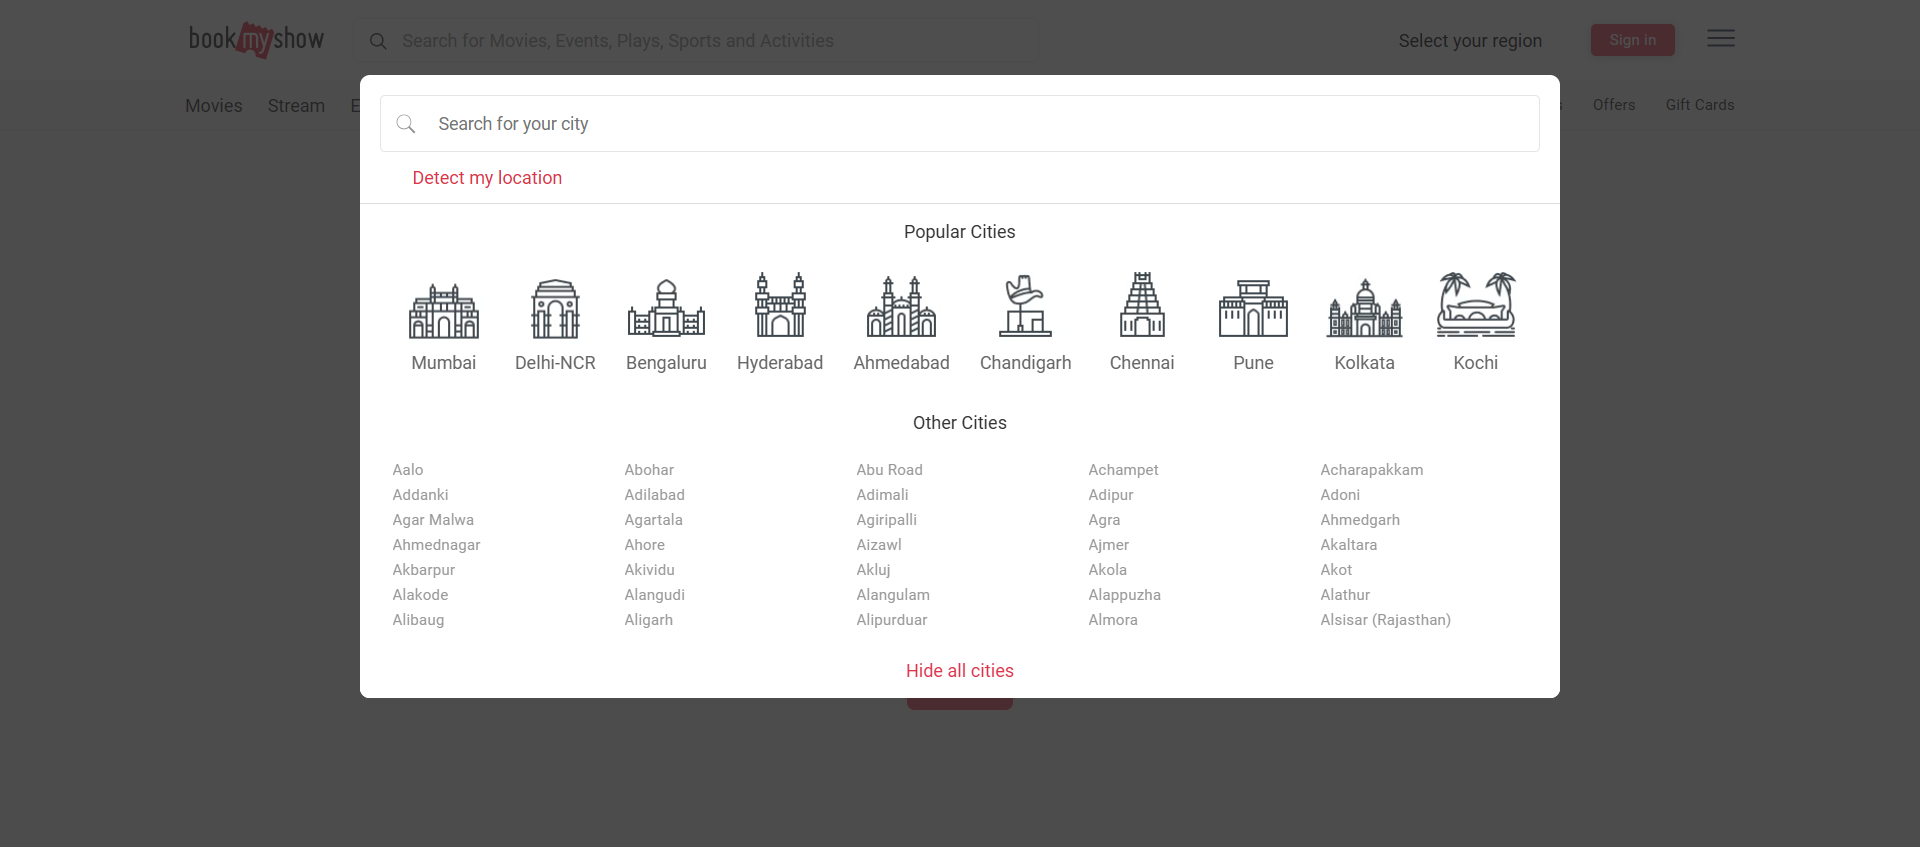 bookmyshow
Search for Movies, Events, Plays, Sports and Activities
Select your region
Sign in
Movies Stream
Offers Gift Cards
Search for your city
Detect my location
Popular Cities
Mumbai Delhi-NCR Bengaluru Hyderabad Ahmedabad Chandigarh Chennai Pune Kolkata Kochi
Other Cities
Aalo Abohar Abu Road Achampet Acharapakkam
Addanki Adilabad Adimali Adipur Adoni
Agar Malwa Agartala Agiripalli Agra Ahmedgarh
Ahmednagar Ahore Aizawl Ajmer Akaltara
Akbarpur Akividu Akluj Akola Akot
Alakode Alangudi Alangulam Alappuzha Alathur
Alibaug Aligarh Alipurduar Almora Alsisar (Rajasthan)
Hide all cities